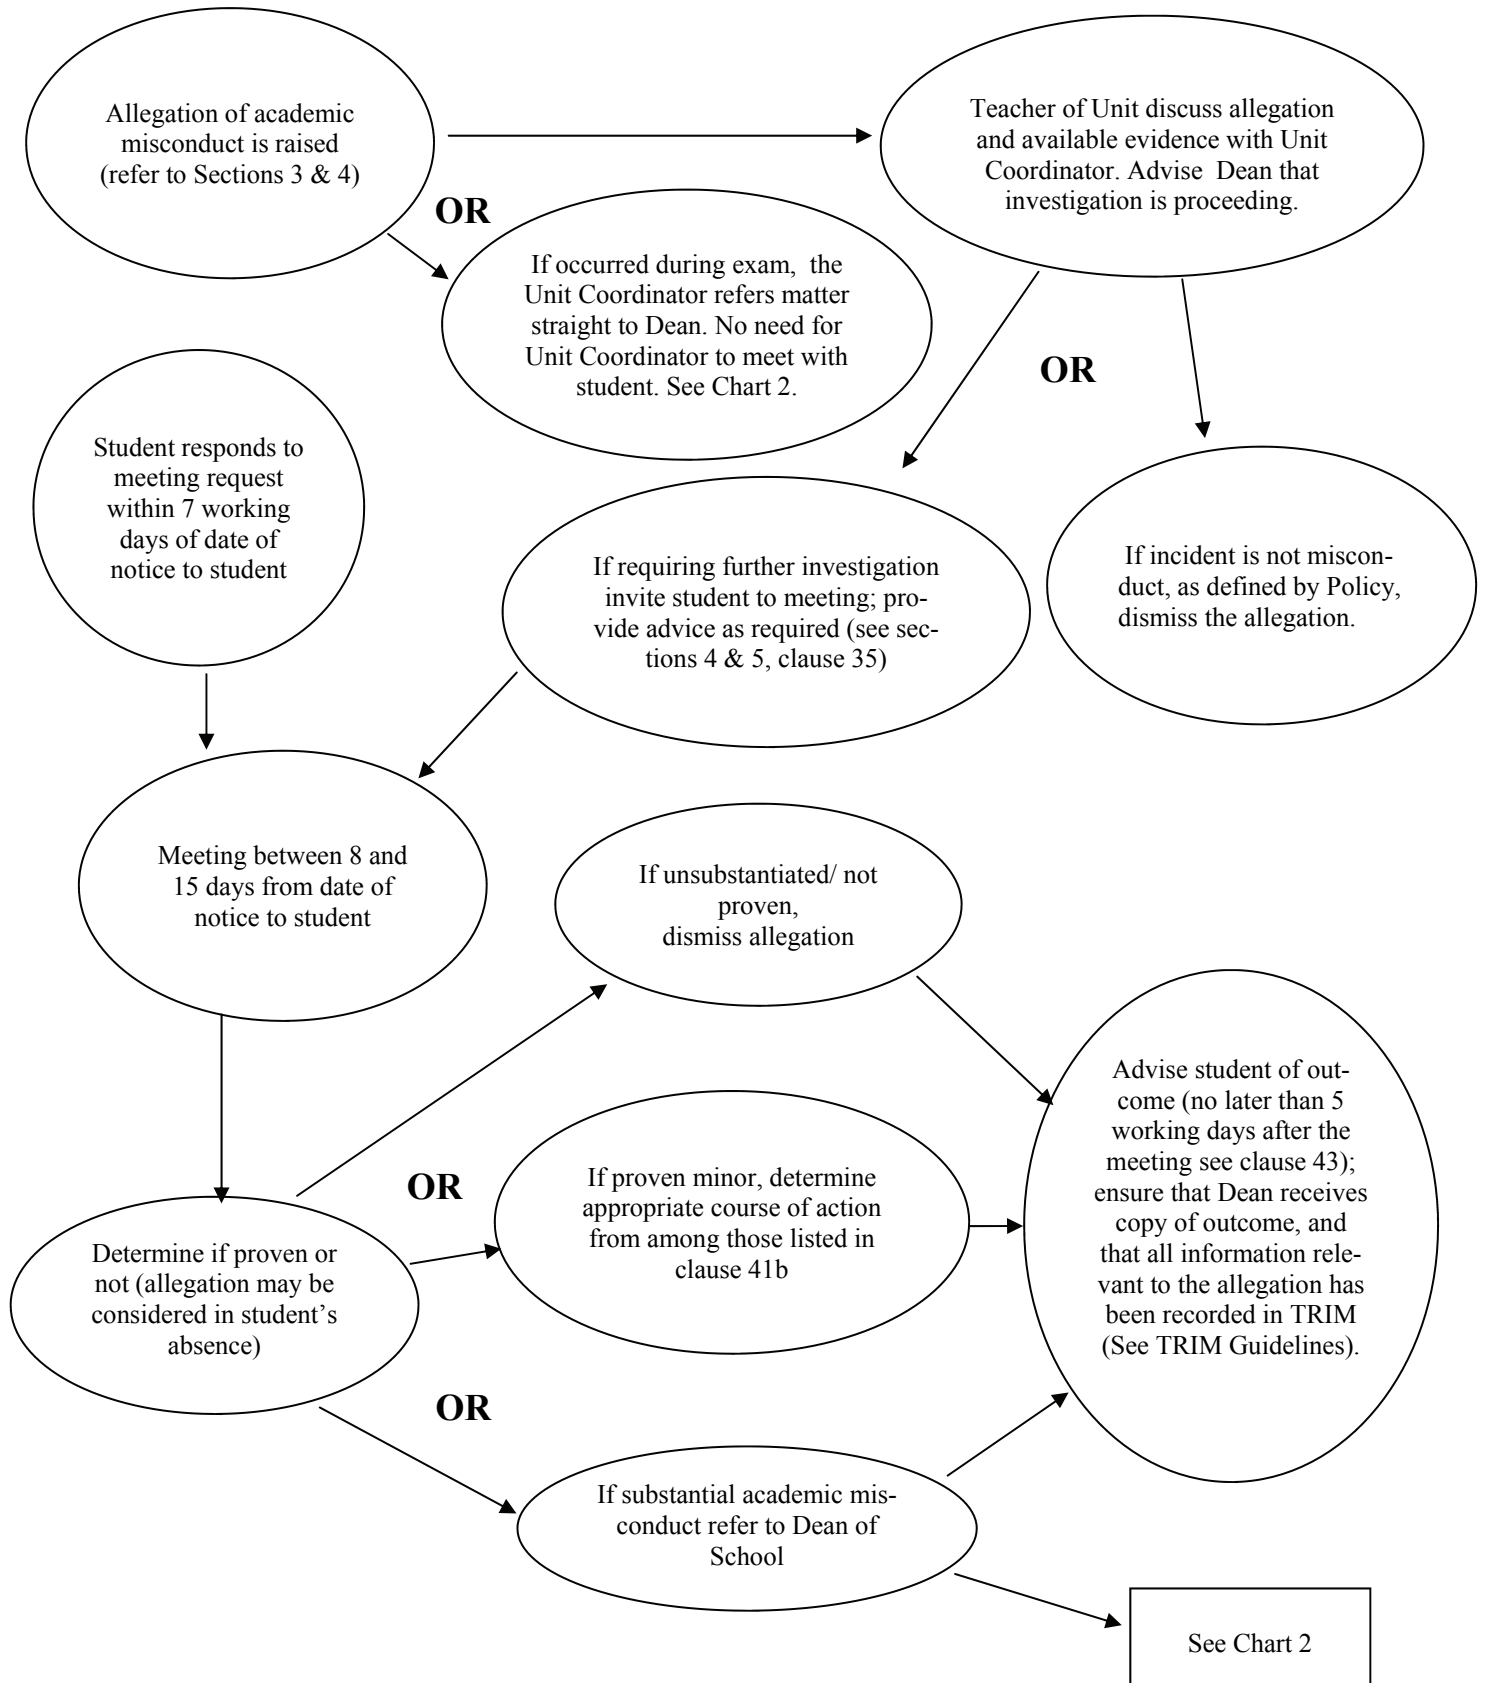 Allegation of academic
misconduct is raised
(refer to Sections 3 & 4)
Teacher of Unit discuss allegation
and available evidence with Unit
Coordinator. Advise  Dean that
investigation is proceeding.
OR
If occurred during exam,  the
Unit Coordinator refers matter
straight to Dean. No need for
Unit Coordinator to meet with
student. See Chart 2.
OR
Student responds to
meeting request
within 7 working
days of date of
notice to student
If requiring further investigation
invite student to meeting; pro-
vide advice as required (see sec-
tions 4 & 5, clause 35)
If incident is not miscon-
duct, as defined by Policy,
dismiss the allegation.
Meeting between 8 and
15 days from date of
notice to student
If unsubstantiated/ not
proven,
dismiss allegation
Advise student of out-
come (no later than 5
working days after the
meeting see clause 43);
ensure that Dean receives
copy of outcome, and
that all information rele-
vant to the allegation has
been recorded in TRIM
(See TRIM Guidelines).
OR
If proven minor, determine
appropriate course of action
from among those listed in
clause 41b
Determine if proven or
not (allegation may be
considered in student’s
absence)
OR
If substantial academic mis-
conduct refer to Dean of
School
See Chart 2